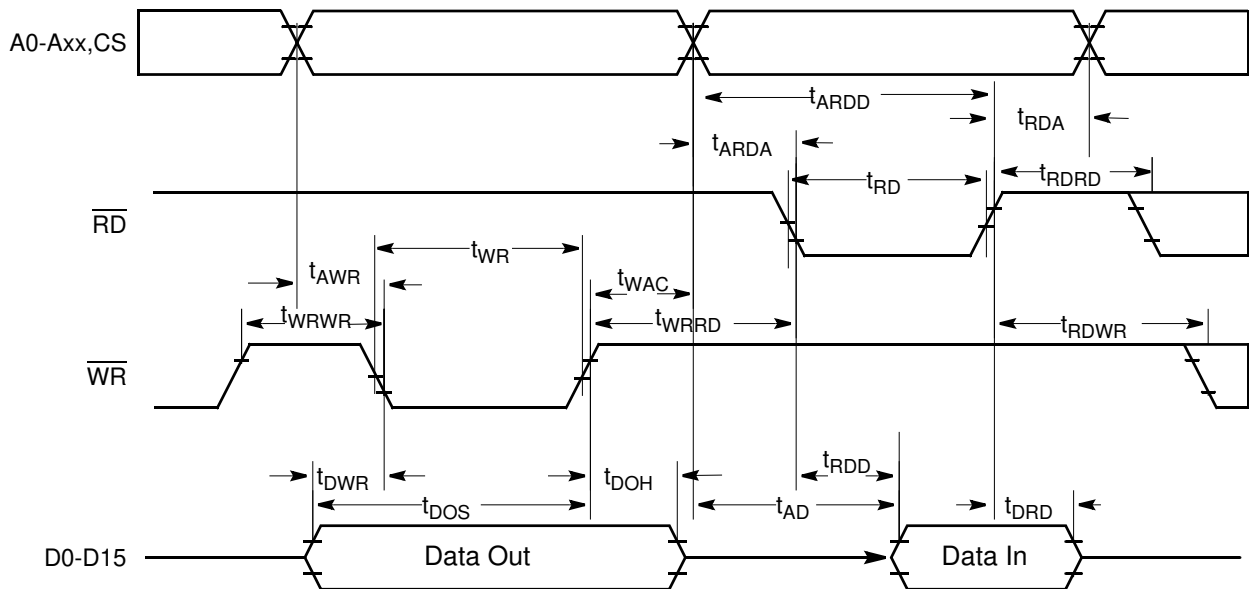 A0-Axx,CS
tARDD
tRDA
tARDA
tRD
tRDRD
RD
tWR
tAWR
tWAC
tWRWR
tWRRD
tRDWR
WR
tRDD
tDWR
tDOH
tDOS
tAD
tDRD
D0-D15
Data Out
Data In